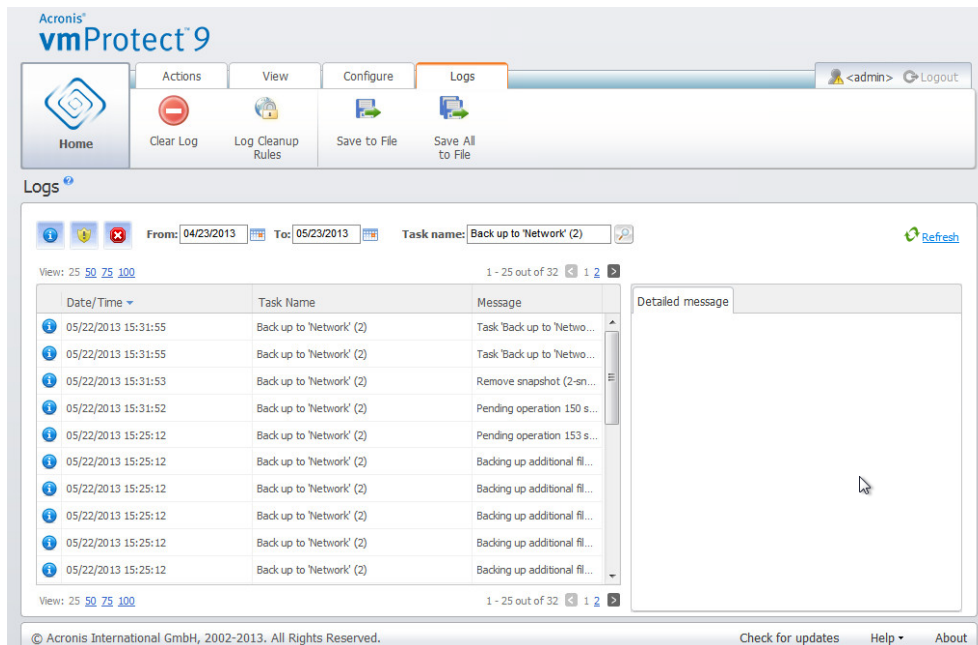 Acronis®
vmProtect™ 9
Actions View Configure Logs
<admin> Logout
Home
Clear Log
Log Cleanup Rules
Save to File
Save All to File
Logs
From: 04/23/2013 To: 05/23/2013 Task name: Back up to 'Network' (2)
Refresh
View: 25 50 75 100 1 - 25 out of 32 1 2
Date/Time Task Name Message
05/22/2013 15:31:55 Back up to 'Network' (2) Task 'Back up to 'Netwo...
05/22/2013 15:31:55 Back up to 'Network' (2) Task 'Back up to 'Netwo...
05/22/2013 15:31:53 Back up to 'Network' (2) Remove snapshot (2-sn...
05/22/2013 15:31:52 Back up to 'Network' (2) Pending operation 150 s...
05/22/2013 15:25:12 Back up to 'Network' (2) Pending operation 153 s...
05/22/2013 15:25:12 Back up to 'Network' (2) Backing up additional fil...
05/22/2013 15:25:12 Back up to 'Network' (2) Backing up additional fil...
05/22/2013 15:25:12 Back up to 'Network' (2) Backing up additional fil...
05/22/2013 15:25:12 Back up to 'Network' (2) Backing up additional fil...
05/22/2013 15:25:12 Back up to 'Network' (2) Backing up additional fil...
Detailed message
View: 25 50 75 100 1 - 25 out of 32 1 2
© Acronis International GmbH, 2002-2013. All Rights Reserved. Check for updates Help About